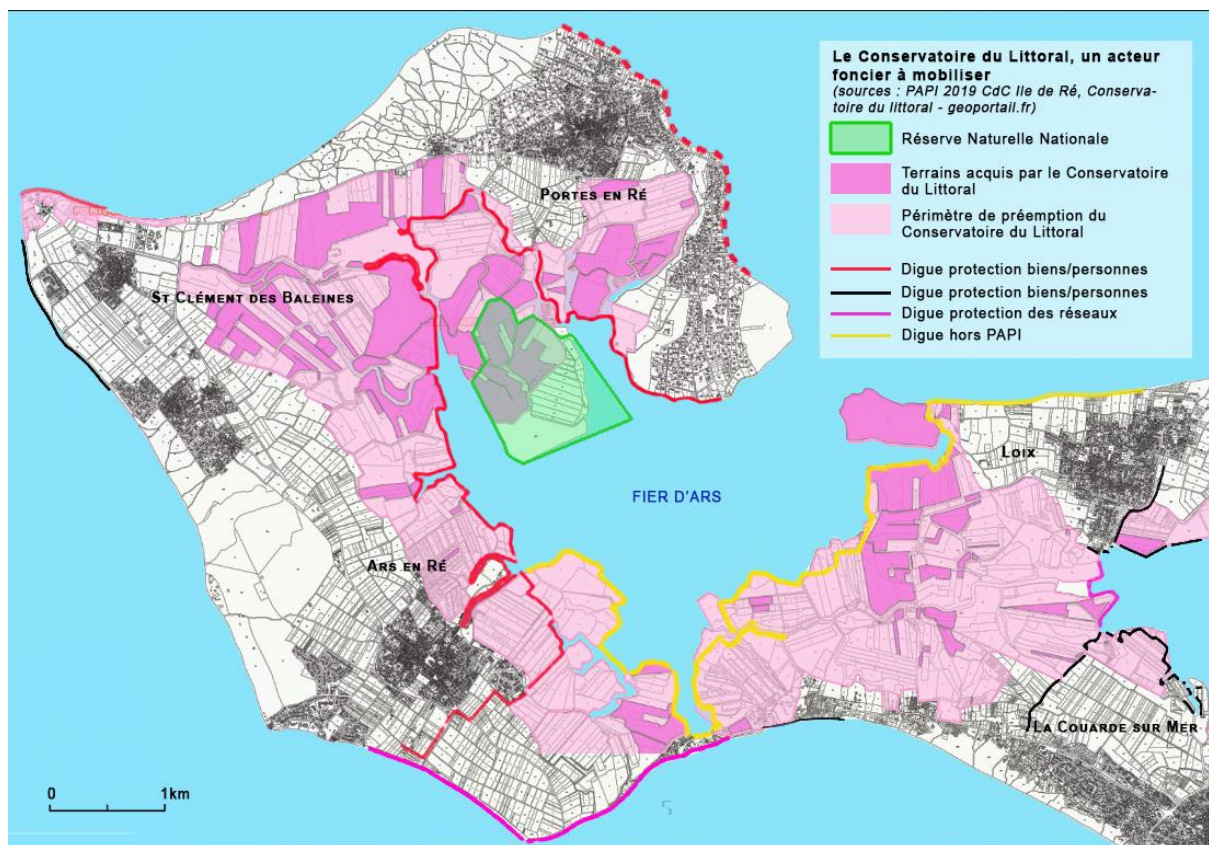 Le Conservatoire du Littoral, un acteur
foncier à mobiliser
(sources : PAPI 2019 CdC Ile de Ré, Conserva-
toire du littoral - geoportail.fr)
Réserve Naturelle Nationale
Terrains acquis par le Conservatoire
du Littoral
Périmètre de préemption du
Conservatoire du Littoral
Digue protection biens/personnes
Digue protection biens/personnes
Digue protection des réseaux
Digue hors PAPI
PORTES EN RÉ
ST CLÉMENT DES BALEINES
LOIX
FIER D'ARS
ARS EN RÉ
LA COUARDE SUR MER
0 1km